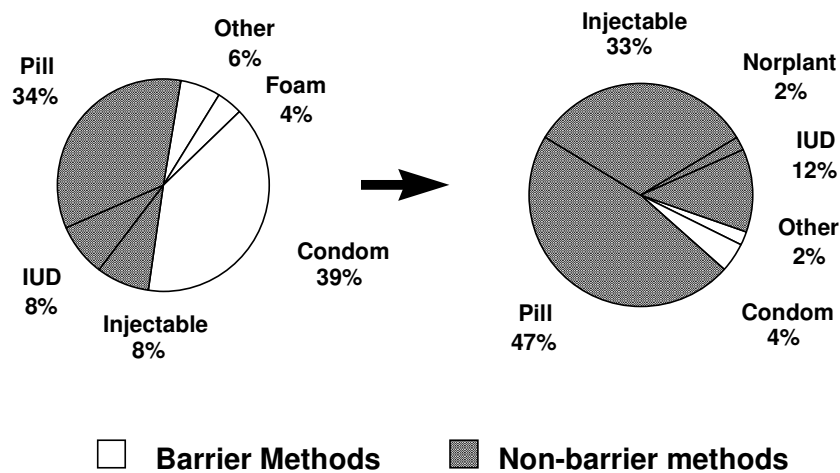 Other
6%
Pill
34%
Foam
4%
Condom
39%
IUD
8%
Injectable
8%
Injectable
33%
Norplant
2%
IUD
12%
Other
2%
Condom
4%
Pill
47%
Barrier Methods
Non-barrier methods